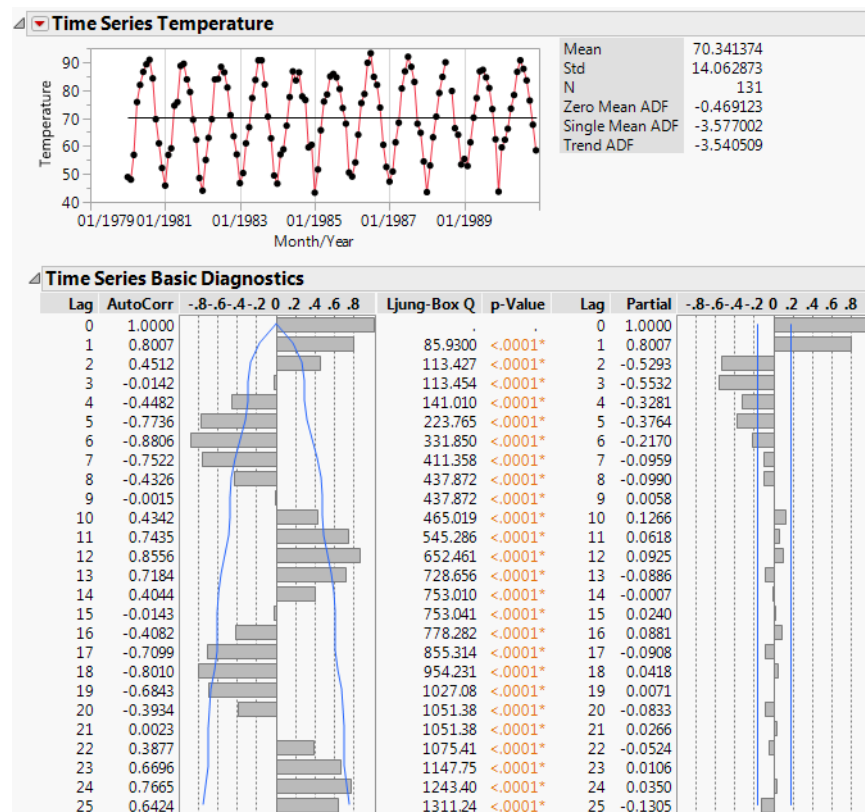 Time Series Temperature
Temperature
90
80
70
60
50
40
01/1979 01/1981 01/1983 01/1985 01/1987 01/1989
Month/Year
Mean 70.341374
Std 14.062873
N 131
Zero Mean ADF -0.469123
Single Mean ADF -3.577002
Trend ADF -3.540509
Time Series Basic Diagnostics
Lag AutoCorr -.8-.6-.4-.2 0 .2 .4 .6 .8 Ljung-Box Q p-Value Lag Partial -.8-.6-.4-.2 0 .2 .4 .6 .8
0 1.0000 . . 0 1.0000
1 0.8007 85.9300 <.0001* 1 0.8007
2 0.4512 113.427 <.0001* 2 -0.5293
3 -0.0142 113.454 <.0001* 3 -0.5532
4 -0.4482 141.010 <.0001* 4 -0.3281
5 -0.7736 223.765 <.0001* 5 -0.3764
6 -0.8806 331.850 <.0001* 6 -0.2170
7 -0.7522 411.358 <.0001* 7 -0.0959
8 -0.4326 437.872 <.0001* 8 -0.0990
9 -0.0015 437.872 <.0001* 9 0.0058
10 0.4342 465.019 <.0001* 10 0.1266
11 0.7435 545.286 <.0001* 11 0.0618
12 0.8556 652.461 <.0001* 12 0.0925
13 0.7184 728.656 <.0001* 13 -0.0886
14 0.4044 753.010 <.0001* 14 -0.0007
15 -0.0143 753.041 <.0001* 15 0.0240
16 -0.4082 778.282 <.0001* 16 0.0881
17 -0.7099 855.314 <.0001* 17 -0.0908
18 -0.8010 954.231 <.0001* 18 0.0418
19 -0.6843 1027.08 <.0001* 19 0.0071
20 -0.3934 1051.38 <.0001* 20 -0.0833
21 0.0023 1051.38 <.0001* 21 0.0266
22 0.3877 1075.41 <.0001* 22 -0.0524
23 0.6696 1147.75 <.0001* 23 0.0106
24 0.7665 1243.40 <.0001* 24 0.0350
25 0.6424 1311.24 <.0001* 25 -0.1305